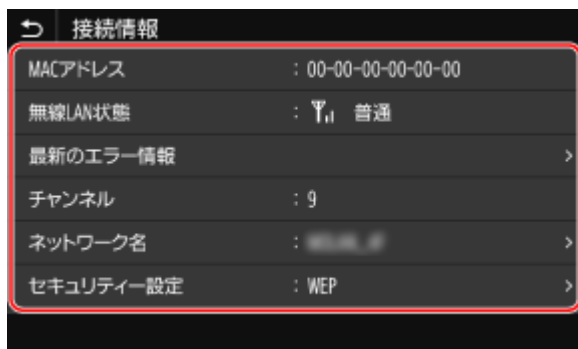 接続情報
MACアドレス : 00-00-00-00-00-00
無線LAN状態 : 普通
最新のエラー情報 >
チャンネル : 9
ネットワーク名 : >
セキュリティー設定 : WEP >